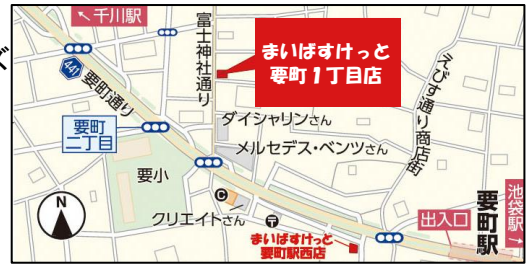 千川駅
富士神社通り
まいばすけっと
要町1丁目店
ズ
441
要町通り
えびす通り商店街
ダイシャリンさん
要町
二丁目
メルセデス・ベンツさん
要小
C
クリエイトさん
〒
N
まいばすけっと
要町駅西店
出入口
要町駅
池袋駅